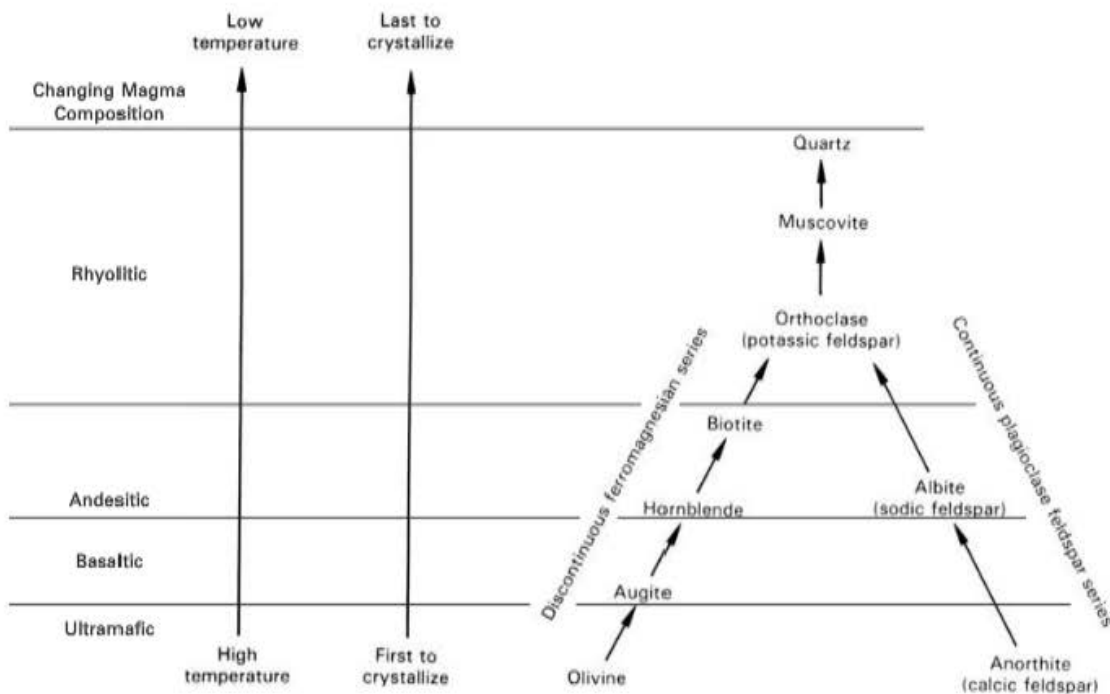 Low
temperature
Last to
crystallize
Changing Magma
Composition
Quartz
Muscovite
Rhyolitic
Orthoclase
(potassic feldspar)
Discontinuous ferromagnesian series
Continuous plagioclase feldspar series
Biotite
Albite
(sodic feldspar)
Andesitic
Hornblende
Basaltic
Augite
Ultramafic
High
temperature
First to
crystallize
Olivine
Anorthite
(calcic feldspar)